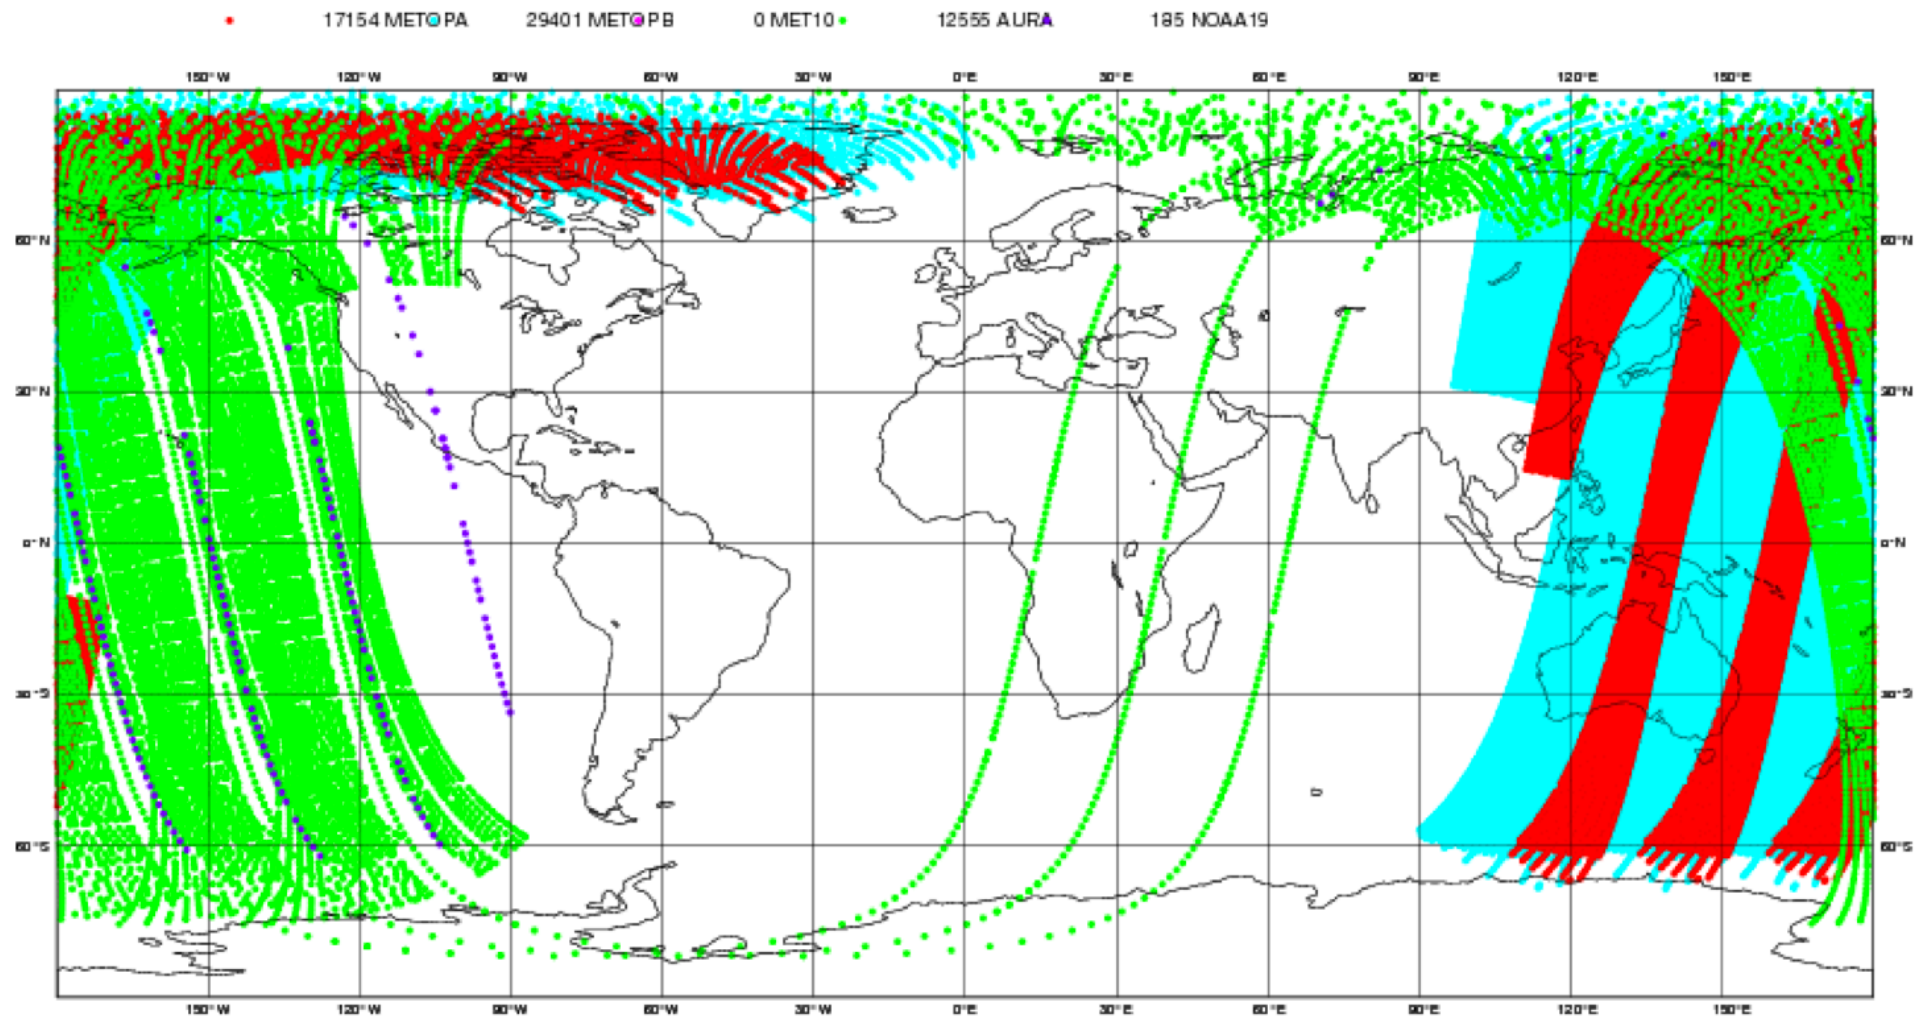 17154 METOPA 29401 METOPB 0 MET10 12555 AURA 185 NOAA19
150°W 120°W 90°W 60°W 30°W 0°E 30°E 60°E 90°E 120°E 150°E
60°N 60°N
30°N 30°N
0°N 0°N
30°S 30°S
60°S 60°S
150°W 120°W 90°W 60°W 30°W 0°E 30°E 60°E 90°E 120°E 150°E